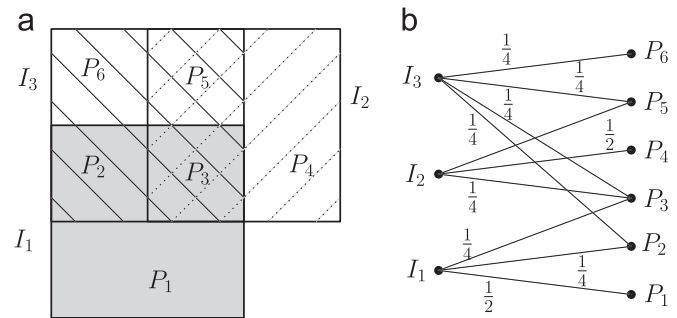 a
I₃
P₆
P₅
I₂
P₂
P₃
P₄
I₁
P₁
b
I₃
I₂
I₁
1/4
1/4
1/4
1/4
1/2
1/4
1/4
1/4
1/2
P₆
P₅
P₄
P₃
P₂
P₁